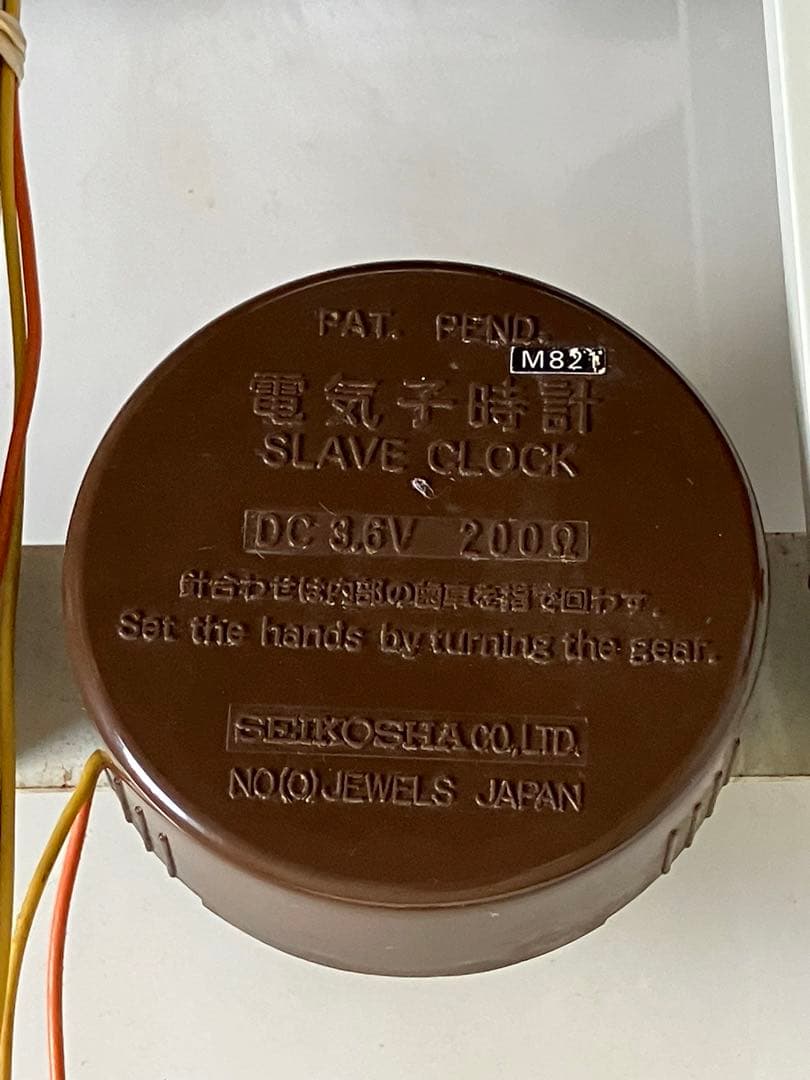 PAT. PEND.
M821
電気子時計
SLAVE CLOCK
DC 3.6V 200Ω
針合わせは内部の歯車を指で回わす.
Set the hands by turning the gear.
SEIKOSHA CO.,LTD.
NO(0)JEWELS JAPAN